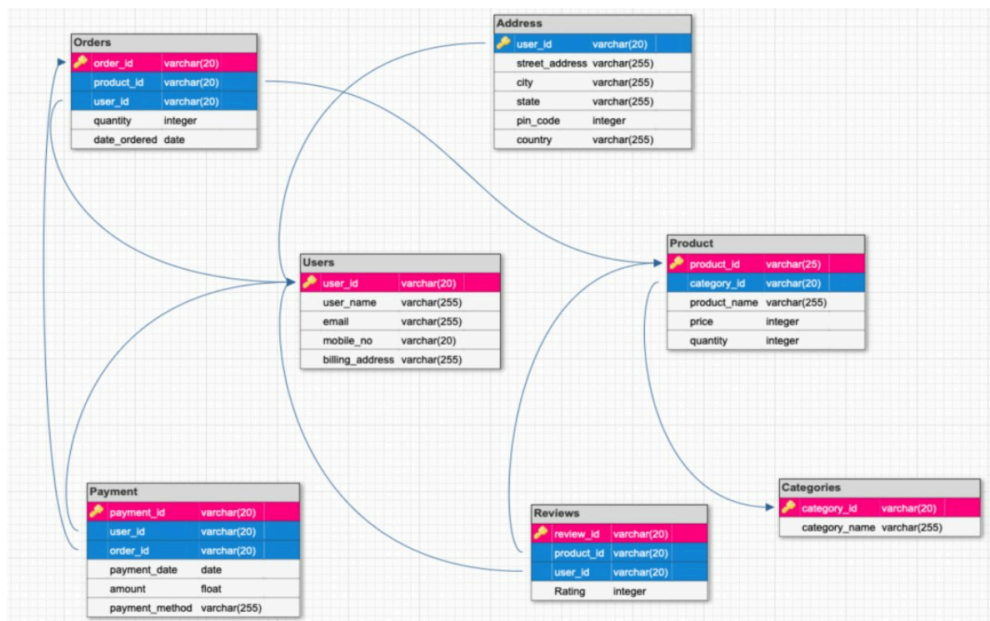 Orders
order_id varchar(20)
product_id varchar(20)
user_id varchar(20)
quantity integer
date_ordered date
Address
user_id varchar(20)
street_address varchar(255)
city varchar(255)
state varchar(255)
pin_code integer
country varchar(255)
Users
user_id varchar(20)
user_name varchar(255)
email varchar(255)
mobile_no varchar(20)
billing_address varchar(255)
Product
product_id varchar(25)
category_id varchar(20)
product_name varchar(255)
price integer
quantity integer
Payment
payment_id varchar(20)
user_id varchar(20)
order_id varchar(20)
payment_date date
amount float
payment_method varchar(255)
Reviews
review_id varchar(20)
product_id varchar(20)
user_id varchar(20)
Rating integer
Categories
category_id varchar(20)
category_name varchar(255)